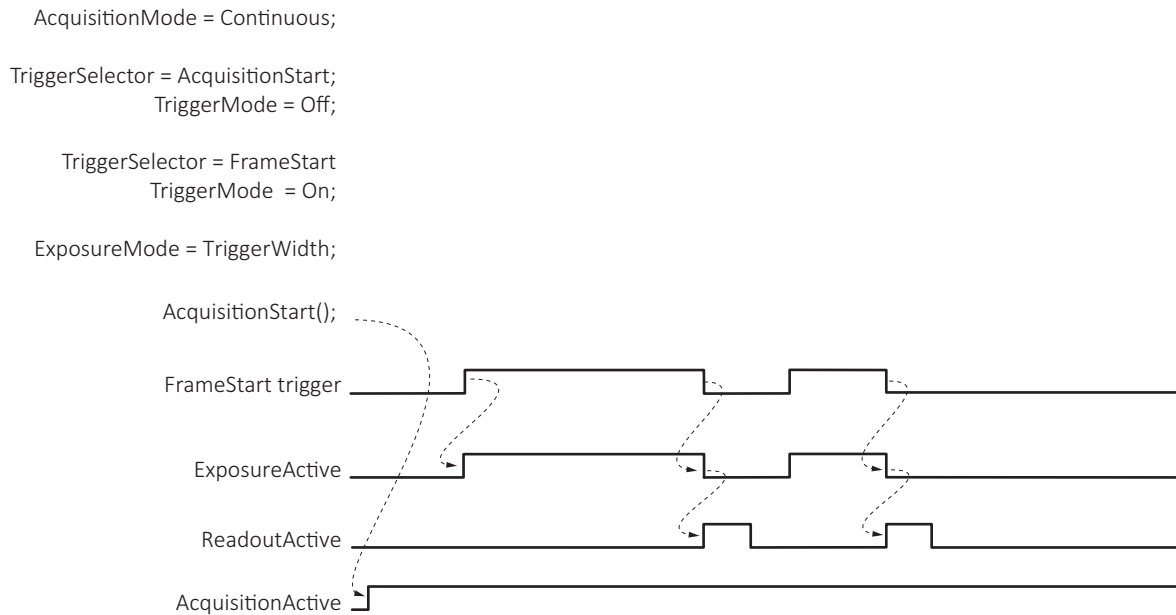 AcquisitionMode = Continuous;
TriggerSelector = AcquisitionStart;
TriggerMode = Off;
TriggerSelector = FrameStart
TriggerMode  = On;
ExposureMode = TriggerWidth;
AcquisitionStart();
FrameStart trigger
ExposureActive
ReadoutActive
AcquisitionActive